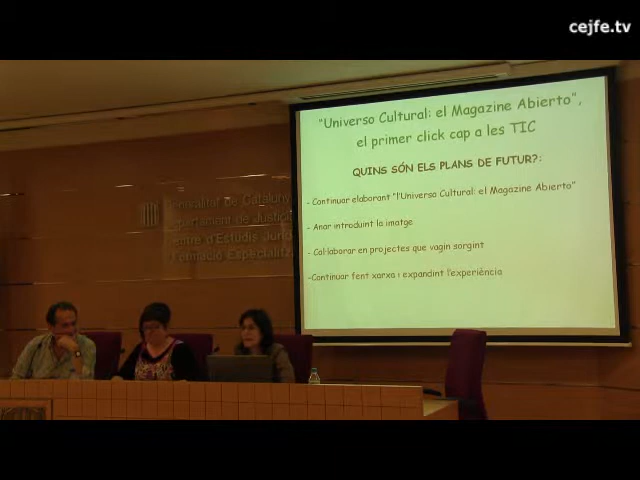 cejfe.tv
"Universo Cultural: el Magazine Abierto",
el primer click cap a les TIC
QUINS SÓN ELS PLANS DE FUTUR?:
- Continuar elaborant "l'Universo Cultural: el Magazine Abierto"
- Anar introduint la imatge
- Col·laborar en projectes que vagin sorgint
-Continuar fent xarxa i expandint l'experiència
Generalitat de Catalunya
Departament de Justícia
Centre d'Estudis Jurídics
i Formació Especialitzada